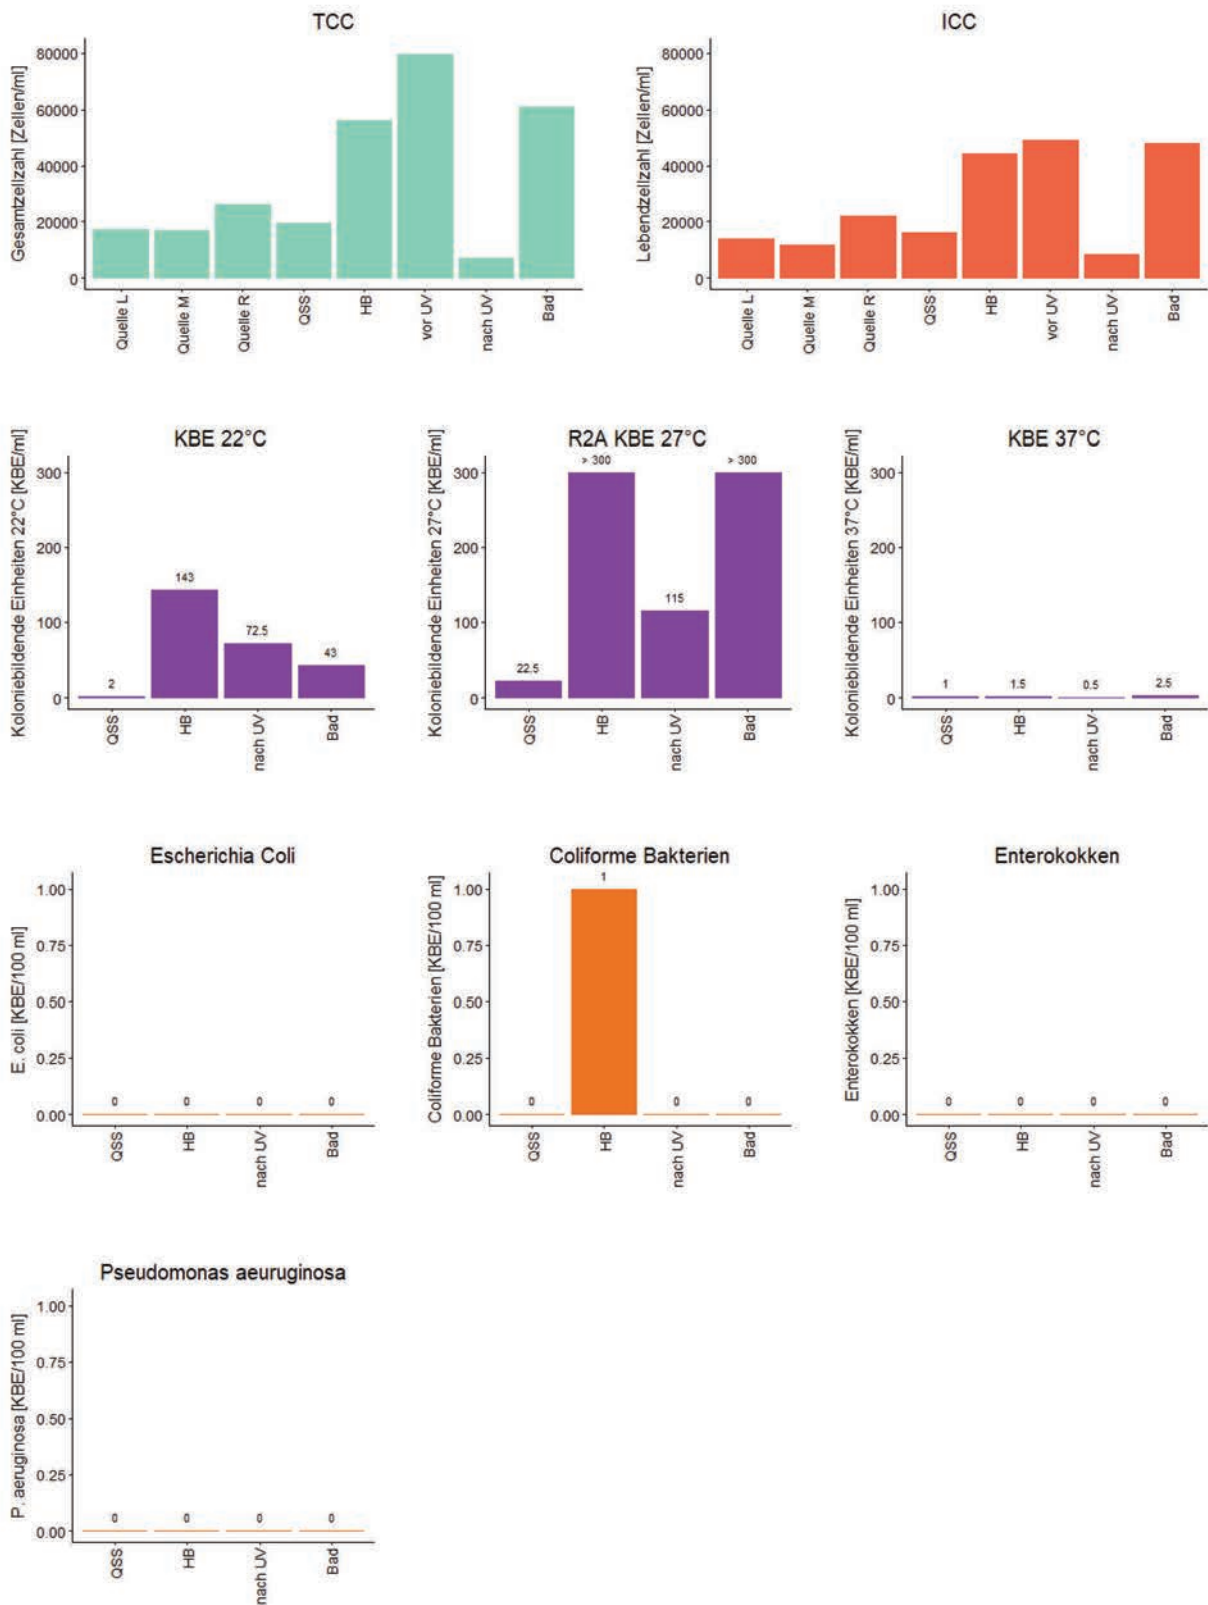 TCC
Gesamtzellzahl [Zellen/ml]
80000
60000
40000
20000
0
Quelle L
Quelle M
Quelle R
QSS
HB
vor UV
nach UV
Bad
ICC
Lebendzellzahl [Zellen/ml]
80000
60000
40000
20000
0
Quelle L
Quelle M
Quelle R
QSS
HB
vor UV
nach UV
Bad
KBE 22°C
Koloniebildende Einheiten 22°C [KBE/ml]
300
200
100
0
2
143
72.5
43
QSS
HB
nach UV
Bad
R2A KBE 27°C
Koloniebildende Einheiten 27°C [KBE/ml]
300
200
100
0
22.5
> 300
115
> 300
QSS
HB
nach UV
Bad
KBE 37°C
Koloniebildende Einheiten 37°C [KBE/ml]
300
200
100
0
1
1.5
0.5
2.5
QSS
HB
nach UV
Bad
Escherichia Coli
E. coli [KBE/100 ml]
1.00
0.75
0.50
0.25
0.00
0
0
0
0
QSS
HB
nach UV
Bad
Coliforme Bakterien
Coliforme Bakterien [KBE/100 ml]
1.00
0.75
0.50
0.25
0.00
0
1
0
0
QSS
HB
nach UV
Bad
Enterokokken
Enterokokken [KBE/100 ml]
1.00
0.75
0.50
0.25
0.00
0
0
0
0
QSS
HB
nach UV
Bad
Pseudomonas aeuruginosa
P. aeruginosa [KBE/100 ml]
1.00
0.75
0.50
0.25
0.00
0
0
0
0
QSS
HB
nach UV
Bad